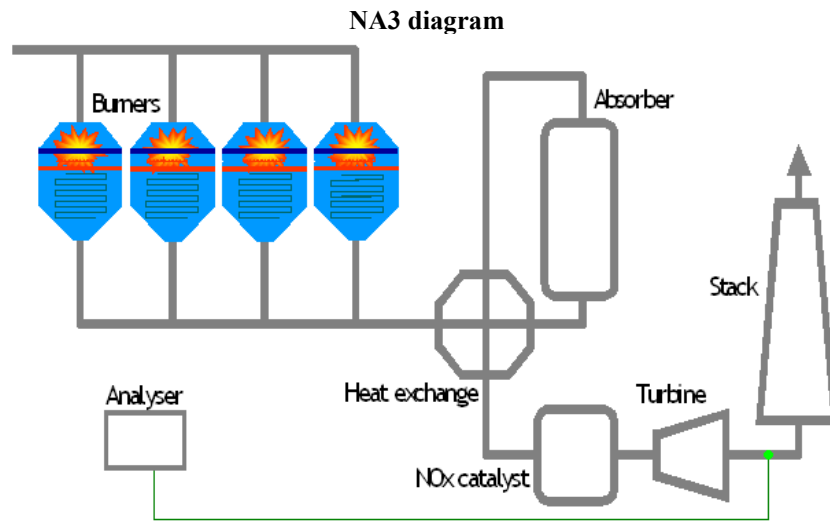 NA3 diagram
Burners
Absorber
Stack
Heat exchange
Analyser
Turbine
NOx catalyst